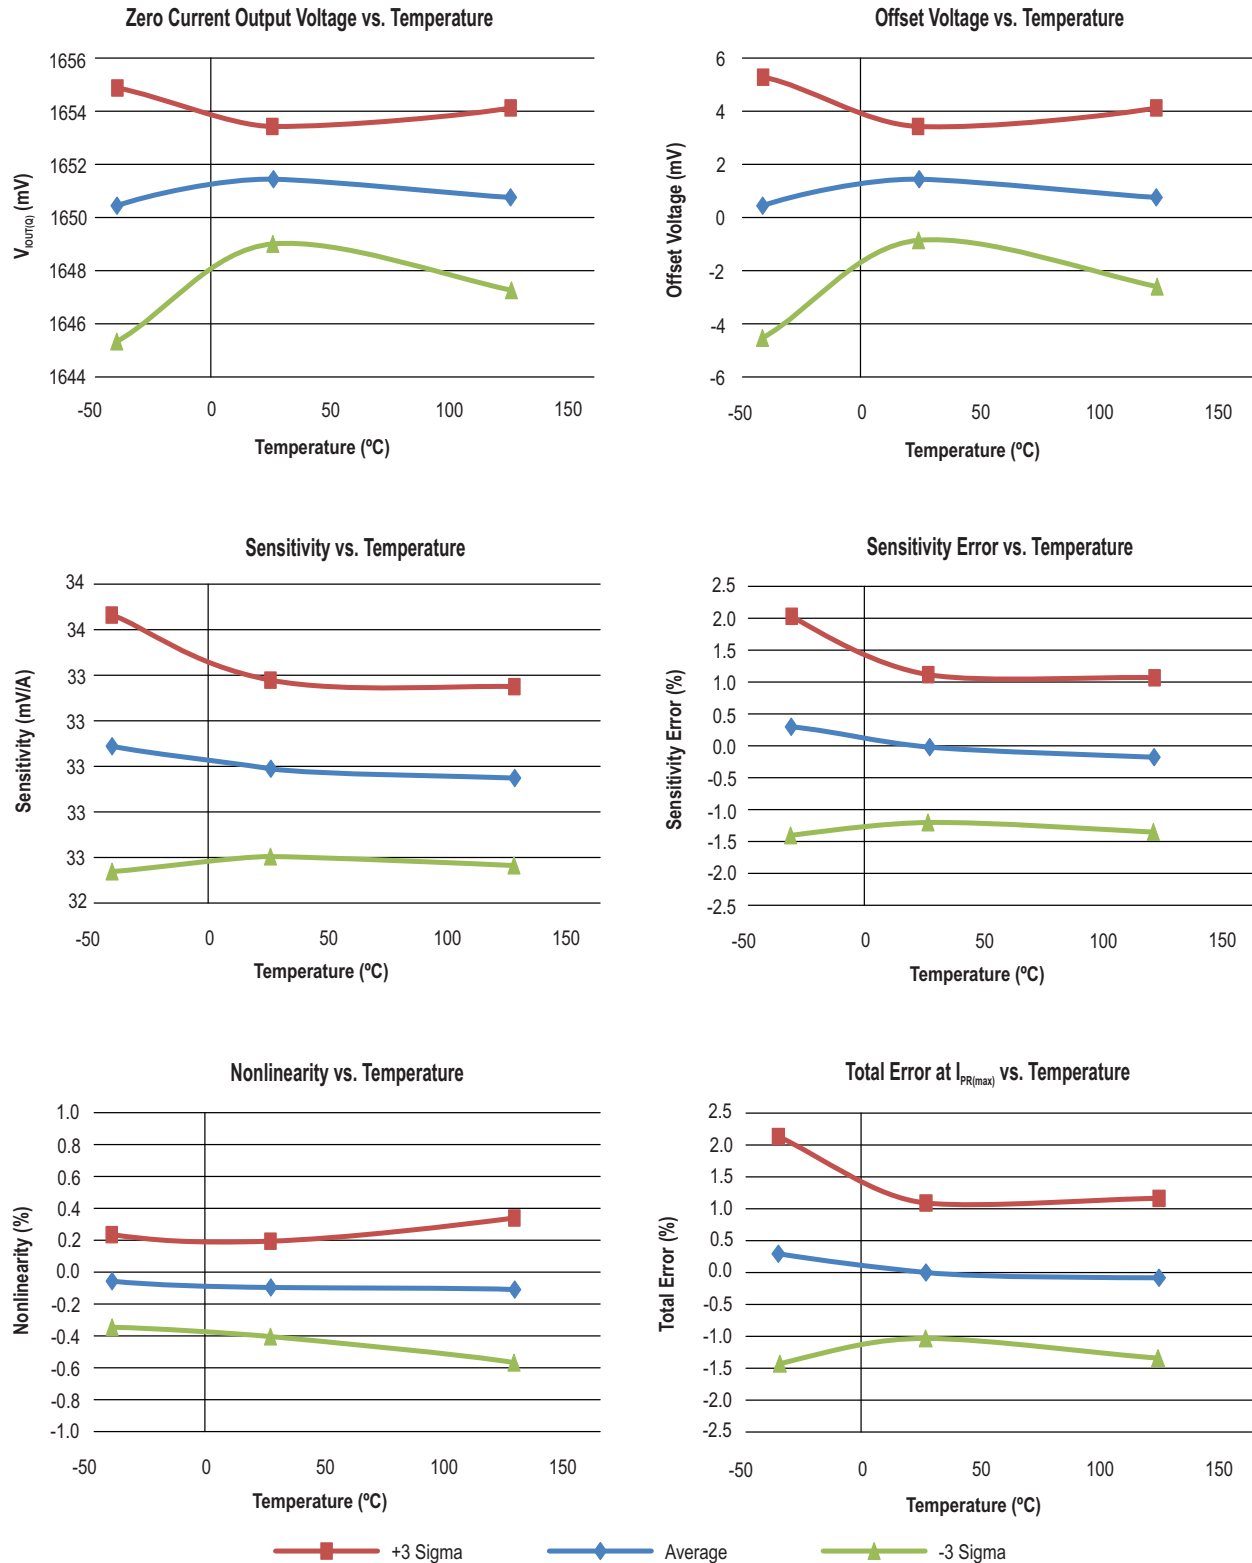 Zero Current Output Voltage vs. Temperature
1656
1654
1652
1650
1648
1646
1644
V_IOUT(Q) (mV)
-50 0 50 100 150
Temperature (ºC)
Offset Voltage vs. Temperature
6
4
2
0
-2
-4
-6
Offset Voltage (mV)
-50 0 50 100 150
Temperature (ºC)
Sensitivity vs. Temperature
34
34
33
33
33
33
33
32
Sensitivity (mV/A)
-50 0 50 100 150
Temperature (ºC)
Sensitivity Error vs. Temperature
2.5
2.0
1.5
1.0
0.5
0.0
-0.5
-1.0
-1.5
-2.0
-2.5
Sensitivity Error (%)
-50 0 50 100 150
Temperature (ºC)
Nonlinearity vs. Temperature
1.0
0.8
0.6
0.4
0.2
0.0
-0.2
-0.4
-0.6
-0.8
-1.0
Nonlinearity (%)
-50 0 50 100 150
Temperature (ºC)
Total Error at I_PR(max) vs. Temperature
2.5
2.0
1.5
1.0
0.5
0.0
-0.5
-1.0
-1.5
-2.0
-2.5
Total Error (%)
-50 0 50 100 150
Temperature (ºC)
+3 Sigma Average -3 Sigma